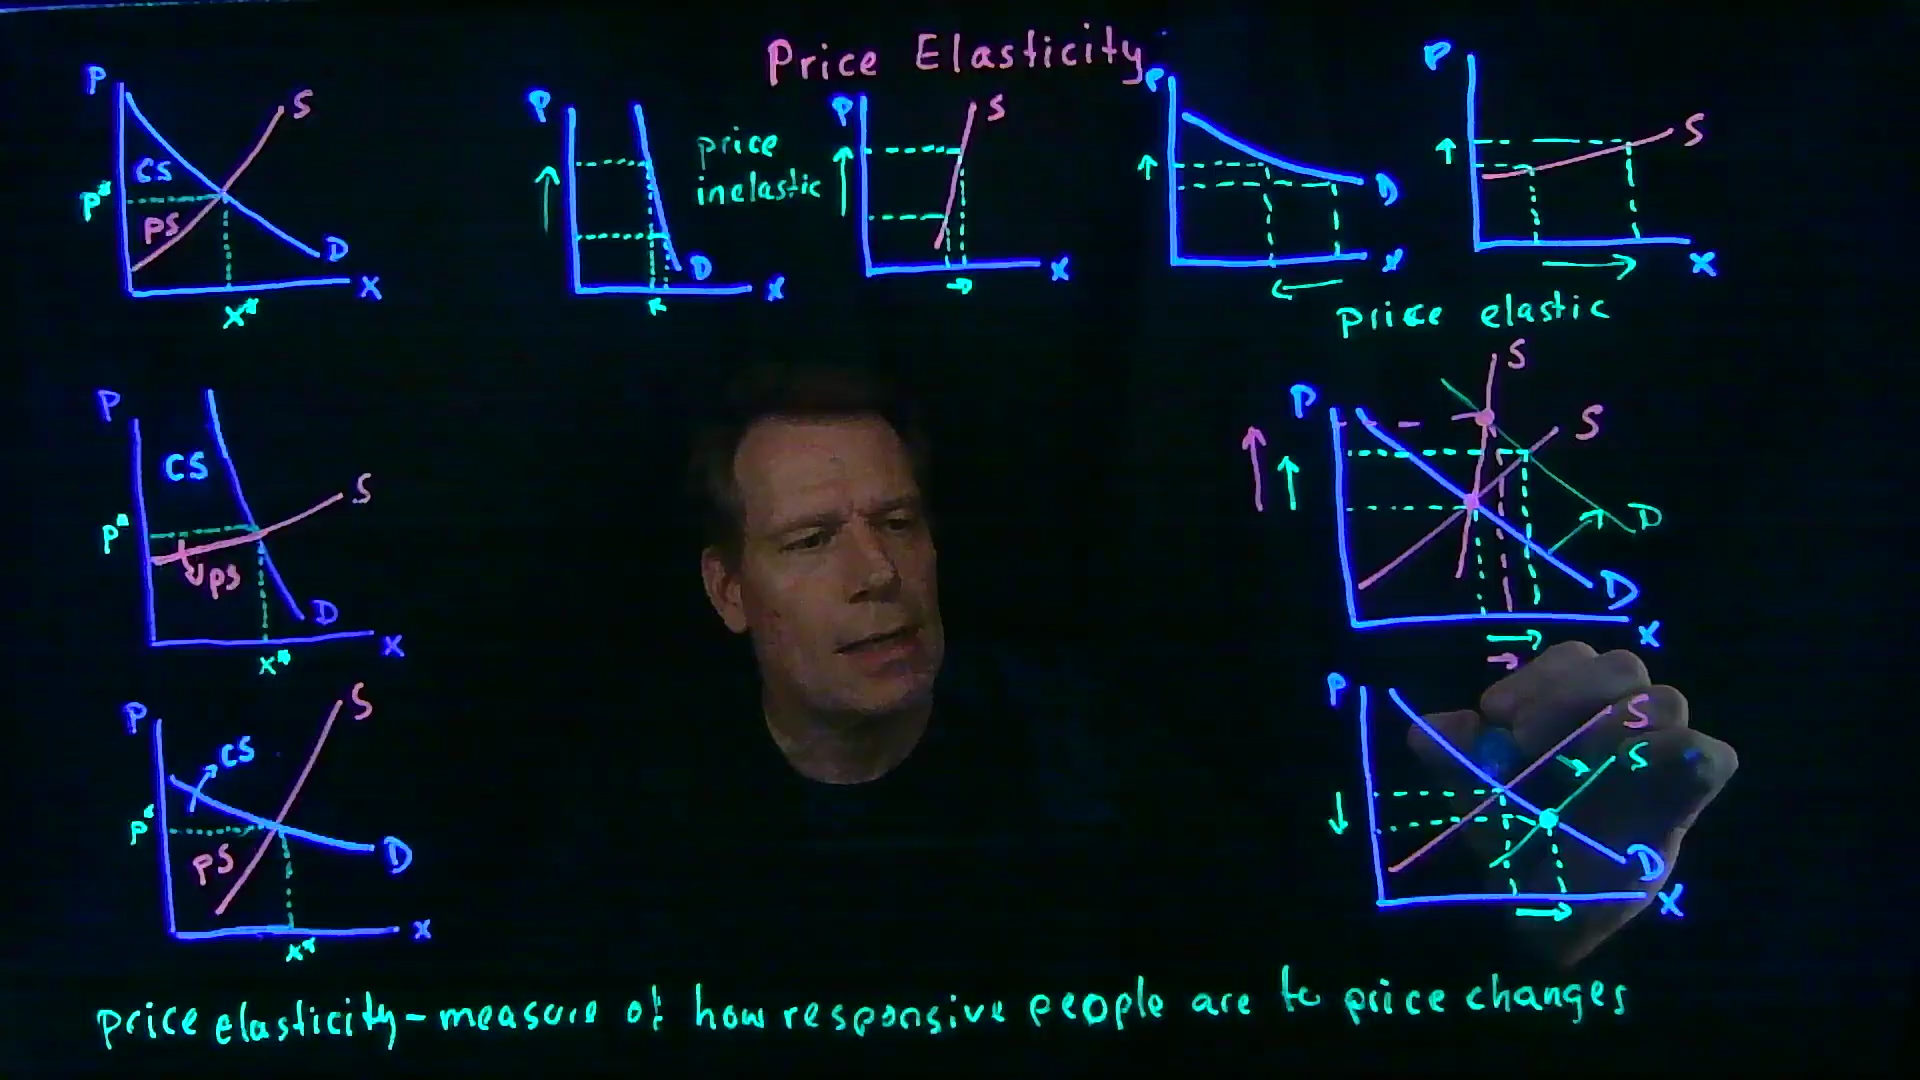 Price Elasticity
P
S
CS
P*
PS
D
X
X*
P
price
inelastic
D
X
P
S
X
P
D
X
P
S
X
price elastic
P
CS
S
P*
PS
D
X
X*
P
S
CS
P*
PS
D
X
X*
S
P
S
D
D
X
P
S
S
D
X
price elasticity - measure of how responsive people are to price changes